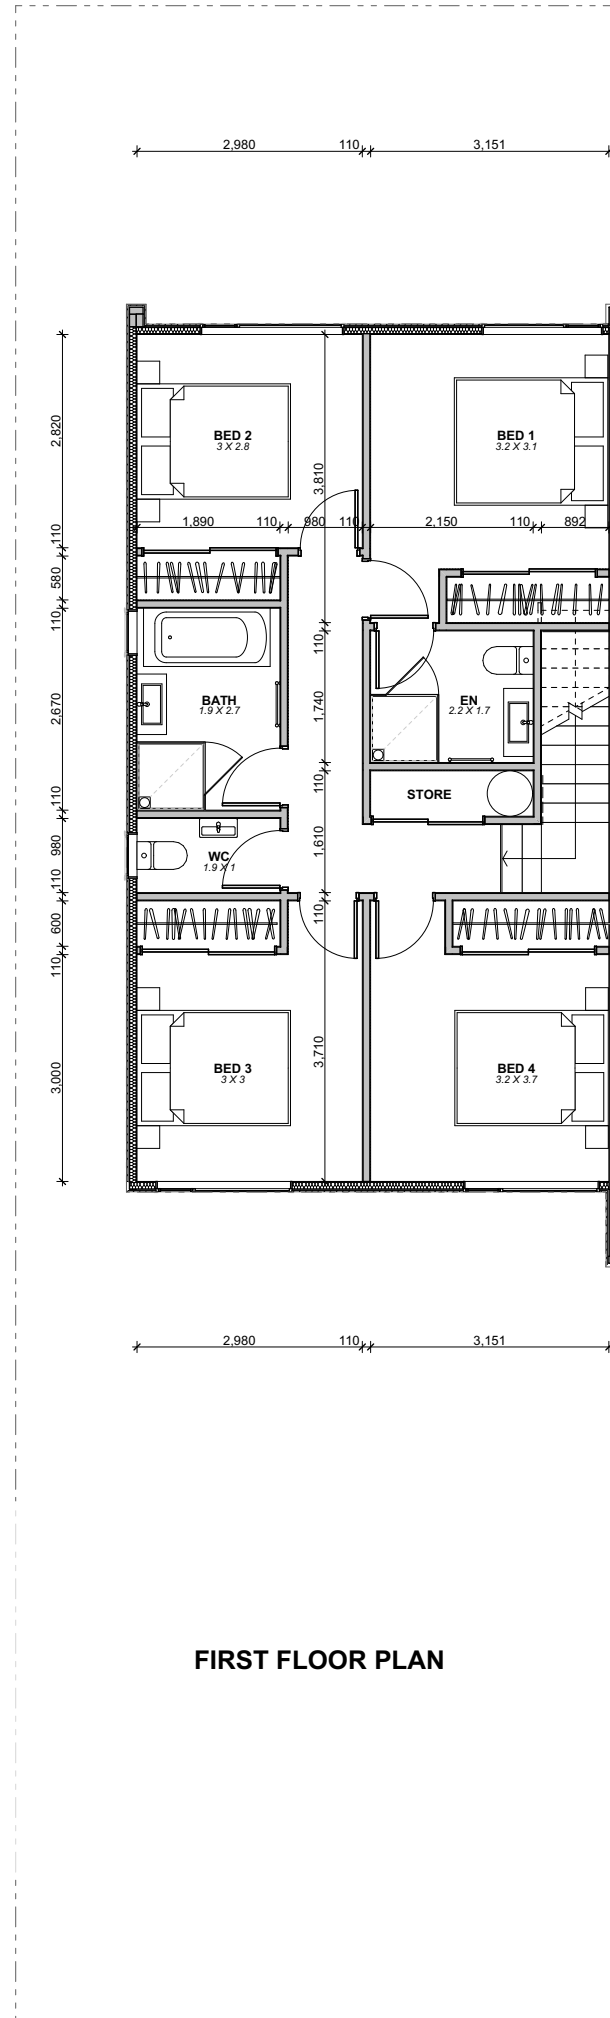 2,980 110 3,151
2,820
110
580
110
2,670
110
980
110
600
110
3,000
BED 2
3 X 2.8
BED 1
3.2 X 3.1
3,810
1,890 110 980 110 2,150 110 892
110
BATH
1.9 X 2.7
1,740
EN
2.2 X 1.7
110
STORE
1,610
WC
1.9 X 1
110
BED 3
3 X 3
3,710
BED 4
3.2 X 3.7
2,980 110 3,151
FIRST FLOOR PLAN